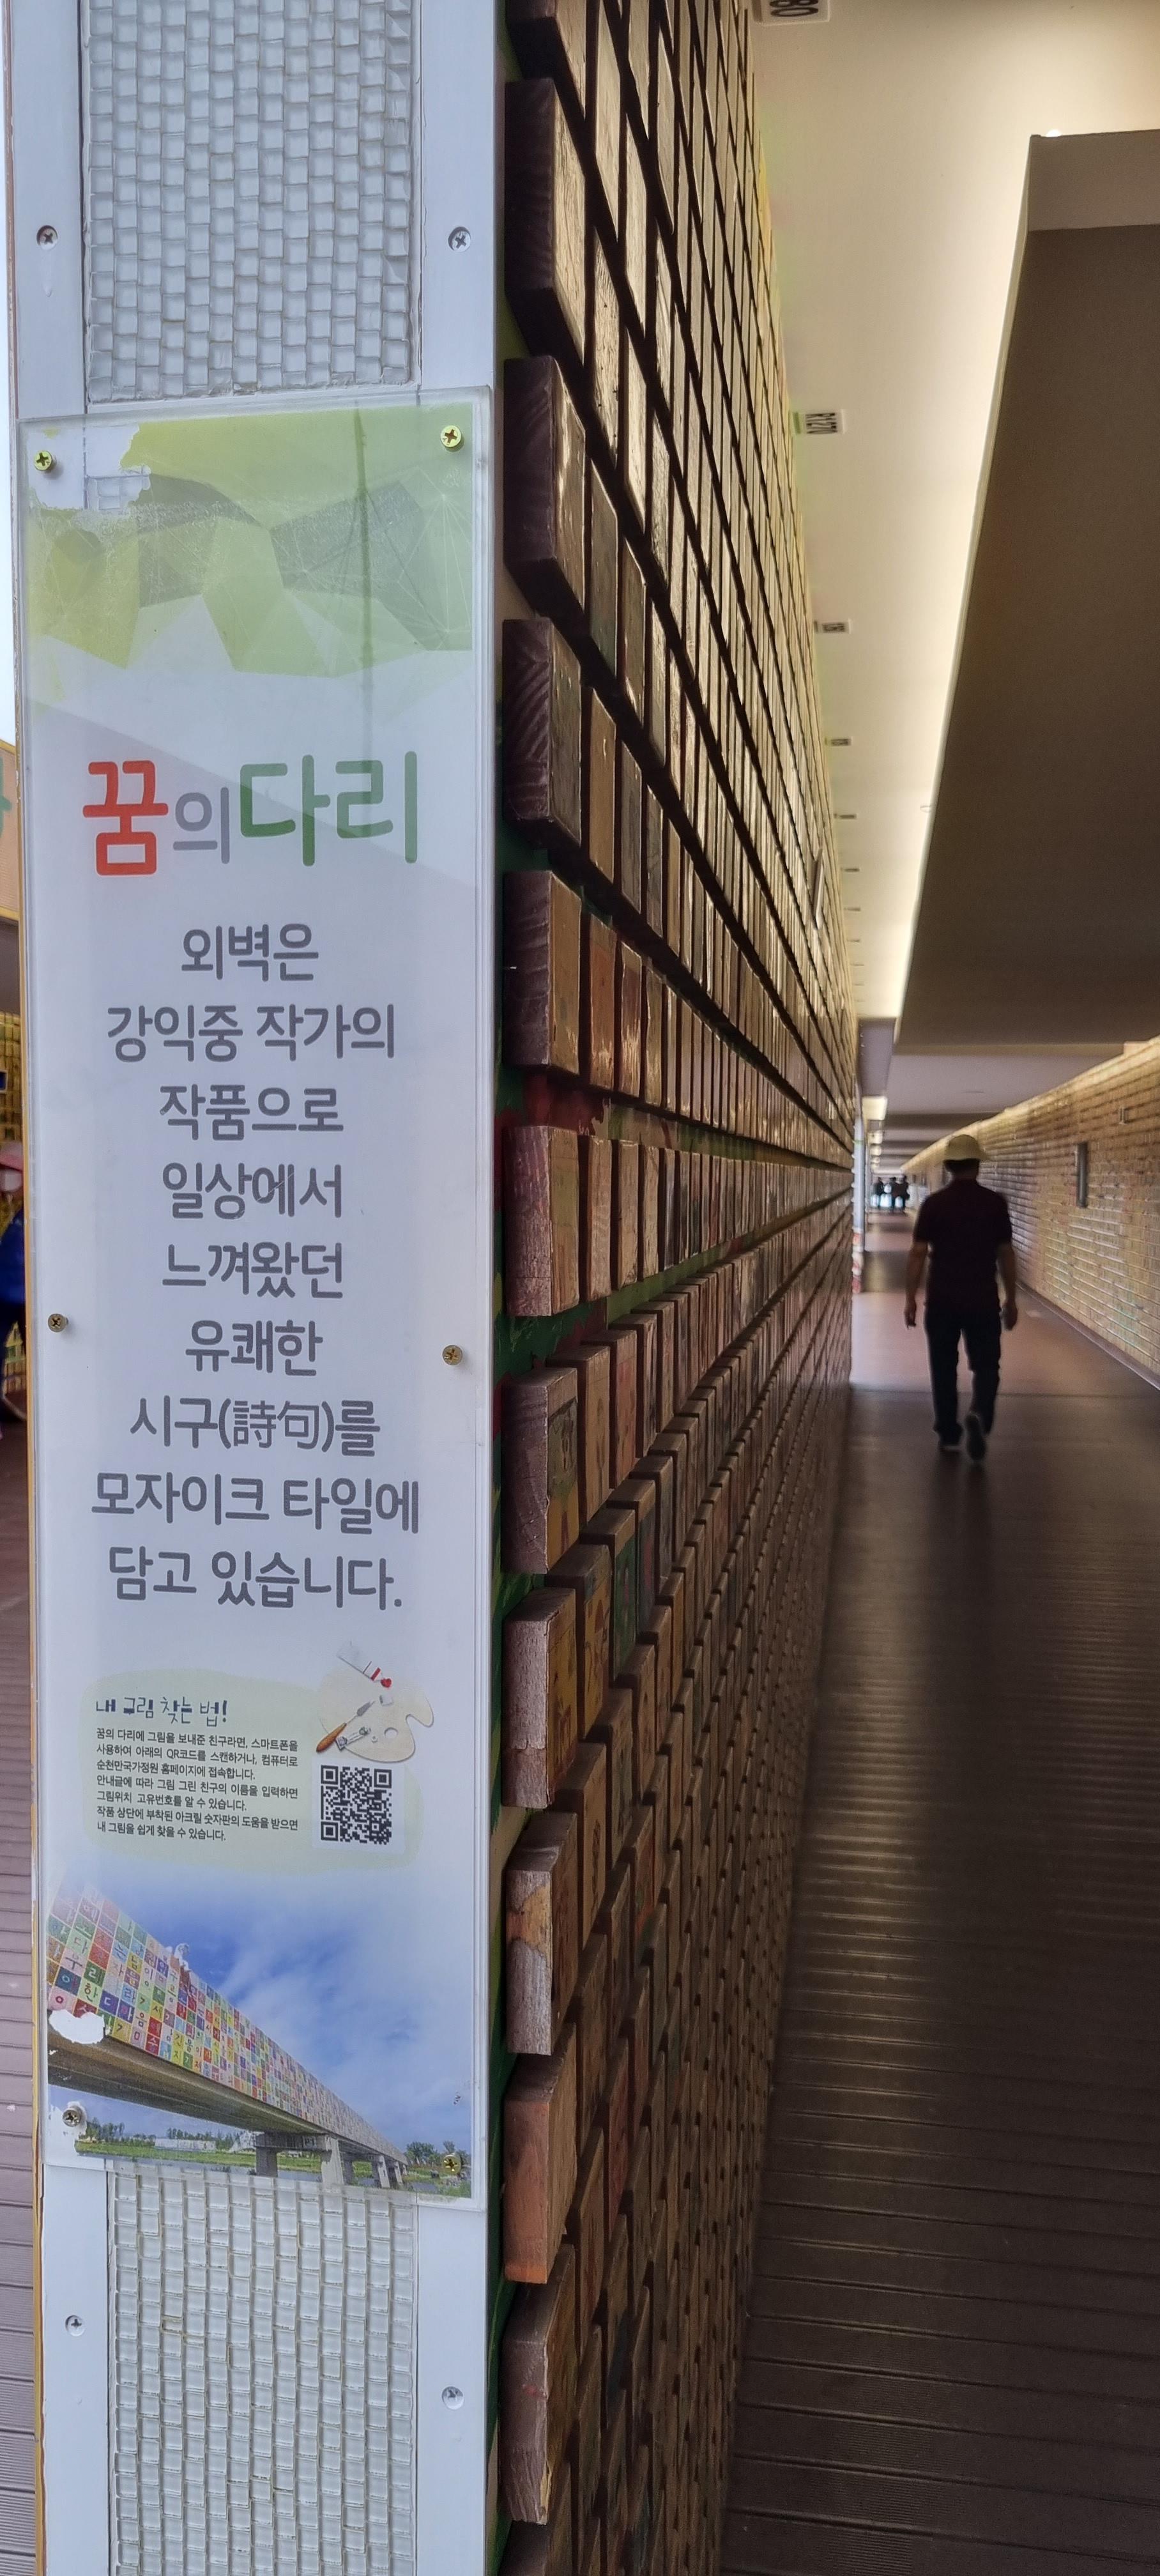 꿈의다리
외벽은
강익중 작가의
작품으로
일상에서
느껴왔던
유쾌한
시구(詩句)를
모자이크 타일에
담고 있습니다.
내 그림 찾는 법!
꿈의 다리에 그림을 보내준 친구라면, 스마트폰을
사용하여 아래의 QR코드를 스캔하거나, 컴퓨터로
순천만국가정원 홈페이지에 접속합니다.
안내글에 따라 그림 그린 친구의 이름을 입력하면
그림위치 고유번호를 알 수 있습니다.
작품 상단에 부착된 아크릴 숫자판의 도움을 받으면
내 그림을 쉽게 찾을 수 있습니다.
R1270